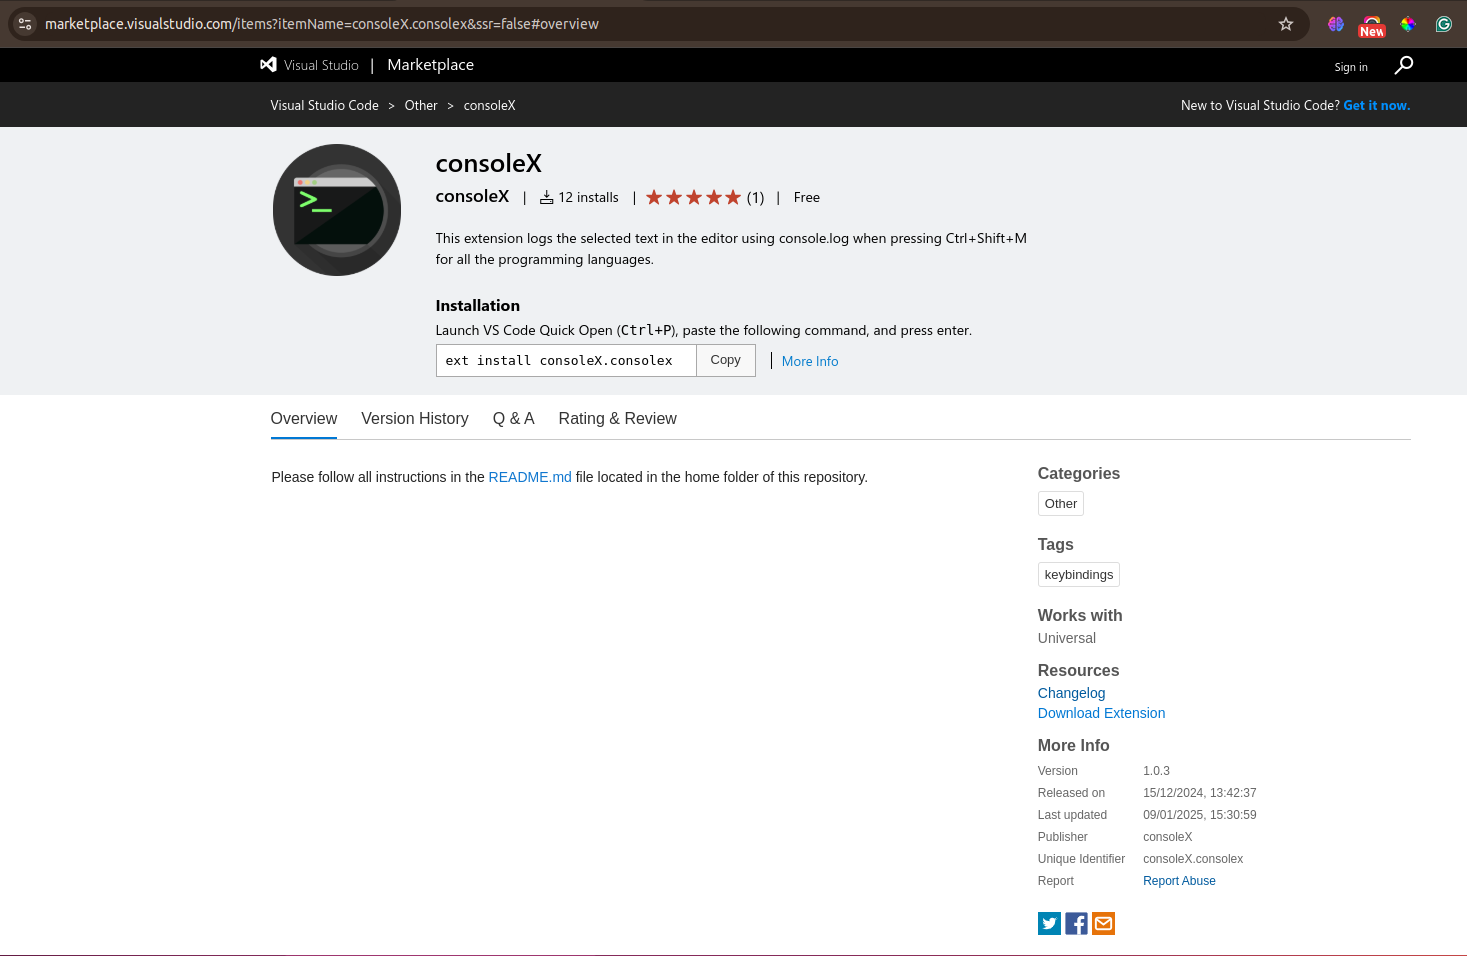 marketplace.visualstudio.com/items?itemName=consoleX.consolex&ssr=false#overview
New
Visual Studio | Marketplace
Sign in
Visual Studio Code > Other > consoleX
New to Visual Studio Code? Get it now.
consoleX
consoleX | 12 installs | (1) | Free
This extension logs the selected text in the editor using console.log when pressing Ctrl+Shift+M
for all the programming languages.
Installation
Launch VS Code Quick Open (Ctrl+P), paste the following command, and press enter.
ext install consoleX.consolex
Copy
| More Info
Overview
Version History
Q & A
Rating & Review
Please follow all instructions in the README.md file located in the home folder of this repository.
Categories
Other
Tags
keybindings
Works with
Universal
Resources
Changelog
Download Extension
More Info
Version 1.0.3
Released on 15/12/2024, 13:42:37
Last updated 09/01/2025, 15:30:59
Publisher consoleX
Unique Identifier consoleX.consolex
Report Report Abuse